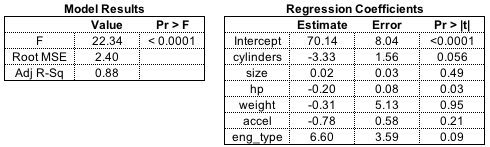 Model Results
Value Pr > F
F 22.34 < 0.0001
Root MSE 2.40
Adj R-Sq 0.88
Regression Coefficients
Estimate Error Pr > |t|
Intercept 70.14 8.04 <0.0001
cylinders -3.33 1.56 0.056
size 0.02 0.03 0.49
hp -0.20 0.08 0.03
weight -0.31 5.13 0.95
accel -0.78 0.58 0.21
eng_type 6.60 3.59 0.09